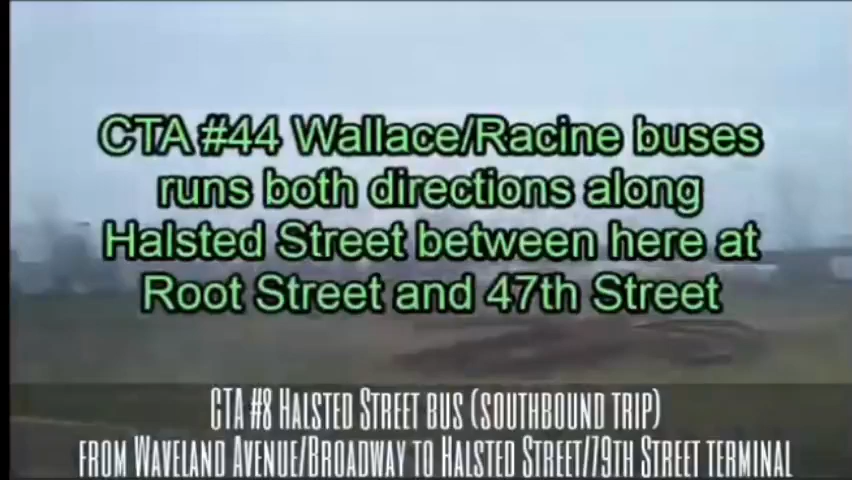 CTA #44 Wallace/Racine buses
runs both directions along
Halsted Street between here at
Root Street and 47th Street
CTA #8 Halsted Street bus (southbound trip)
from Waveland Avenue/Broadway to Halsted Street/79th Street terminal